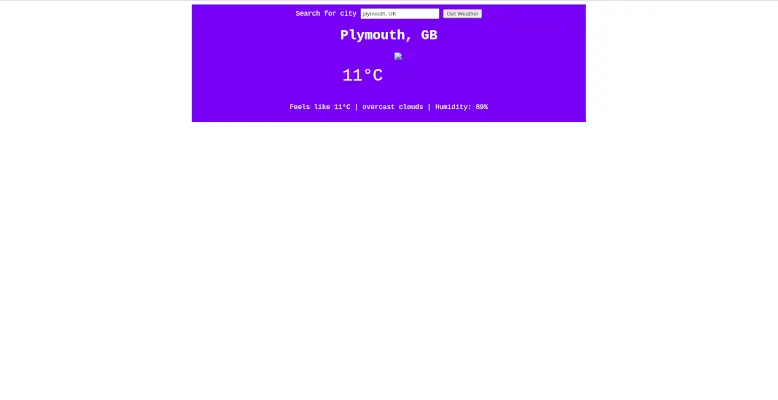 Search for city plymouth, UK Get Weather
Plymouth, GB
11°C
Feels like 11°C | overcast clouds | Humidity: 89%